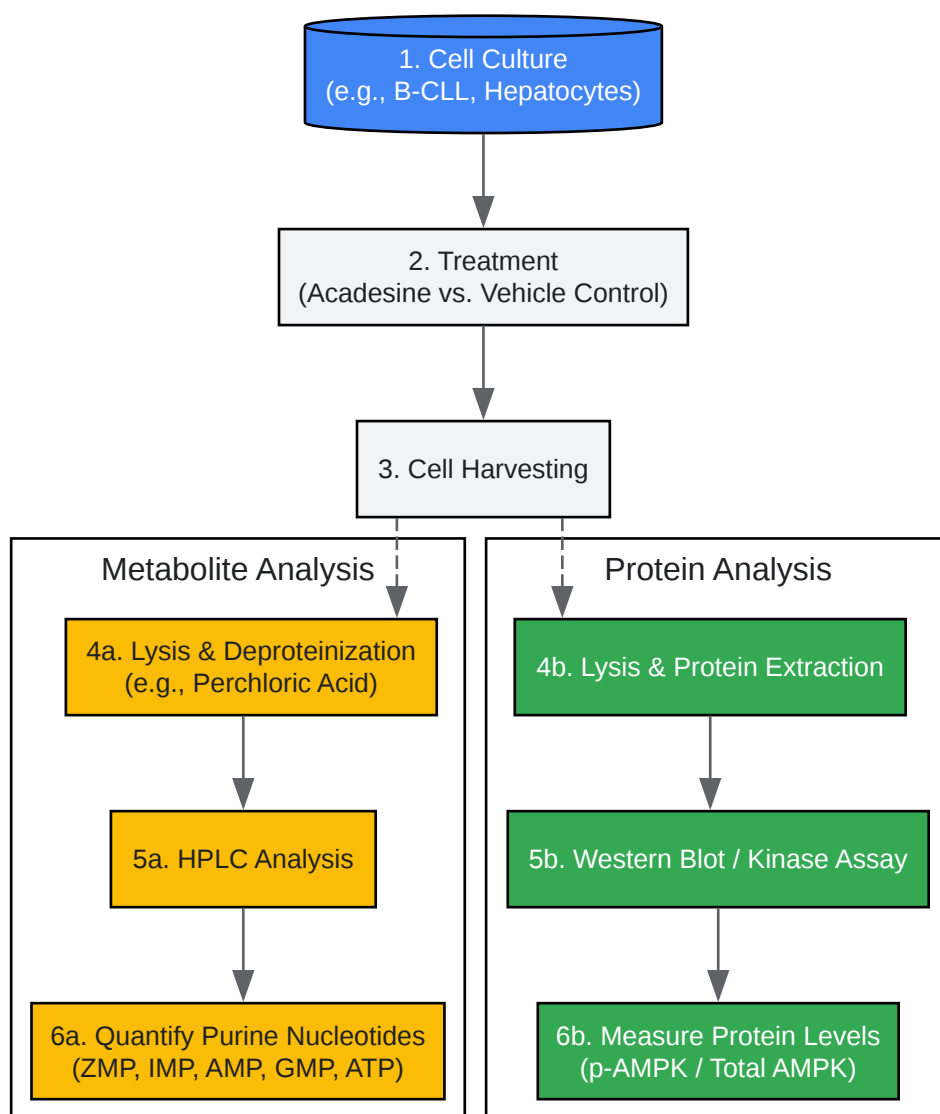 1. Cell Culture
(e.g., B-CLL, Hepatocytes)
2. Treatment
(Acadesine vs. Vehicle Control)
3. Cell Harvesting
Metabolite Analysis
4a. Lysis & Deproteinization
(e.g., Perchloric Acid)
5a. HPLC Analysis
6a. Quantify Purine Nucleotides
(ZMP, IMP, AMP, GMP, ATP)
Protein Analysis
4b. Lysis & Protein Extraction
5b. Western Blot / Kinase Assay
6b. Measure Protein Levels
(p-AMPK / Total AMPK)